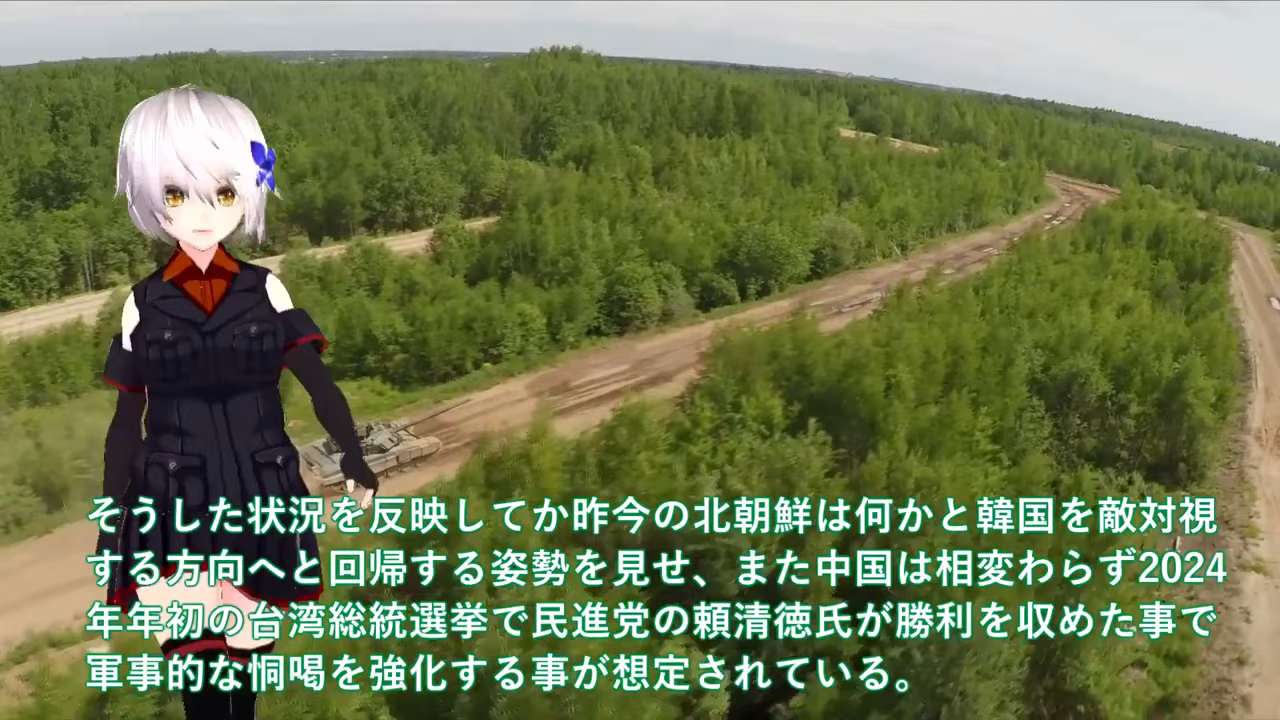 そうした状況を反映してか昨今の北朝鮮は何かと韓国を敵対視
する方向へと回帰する姿勢を見せ、また中国は相変わらず2024
年年初の台湾総統選挙で民進党の頼清徳氏が勝利を収めた事で
軍事的な恫喝を強化する事が想定されている。